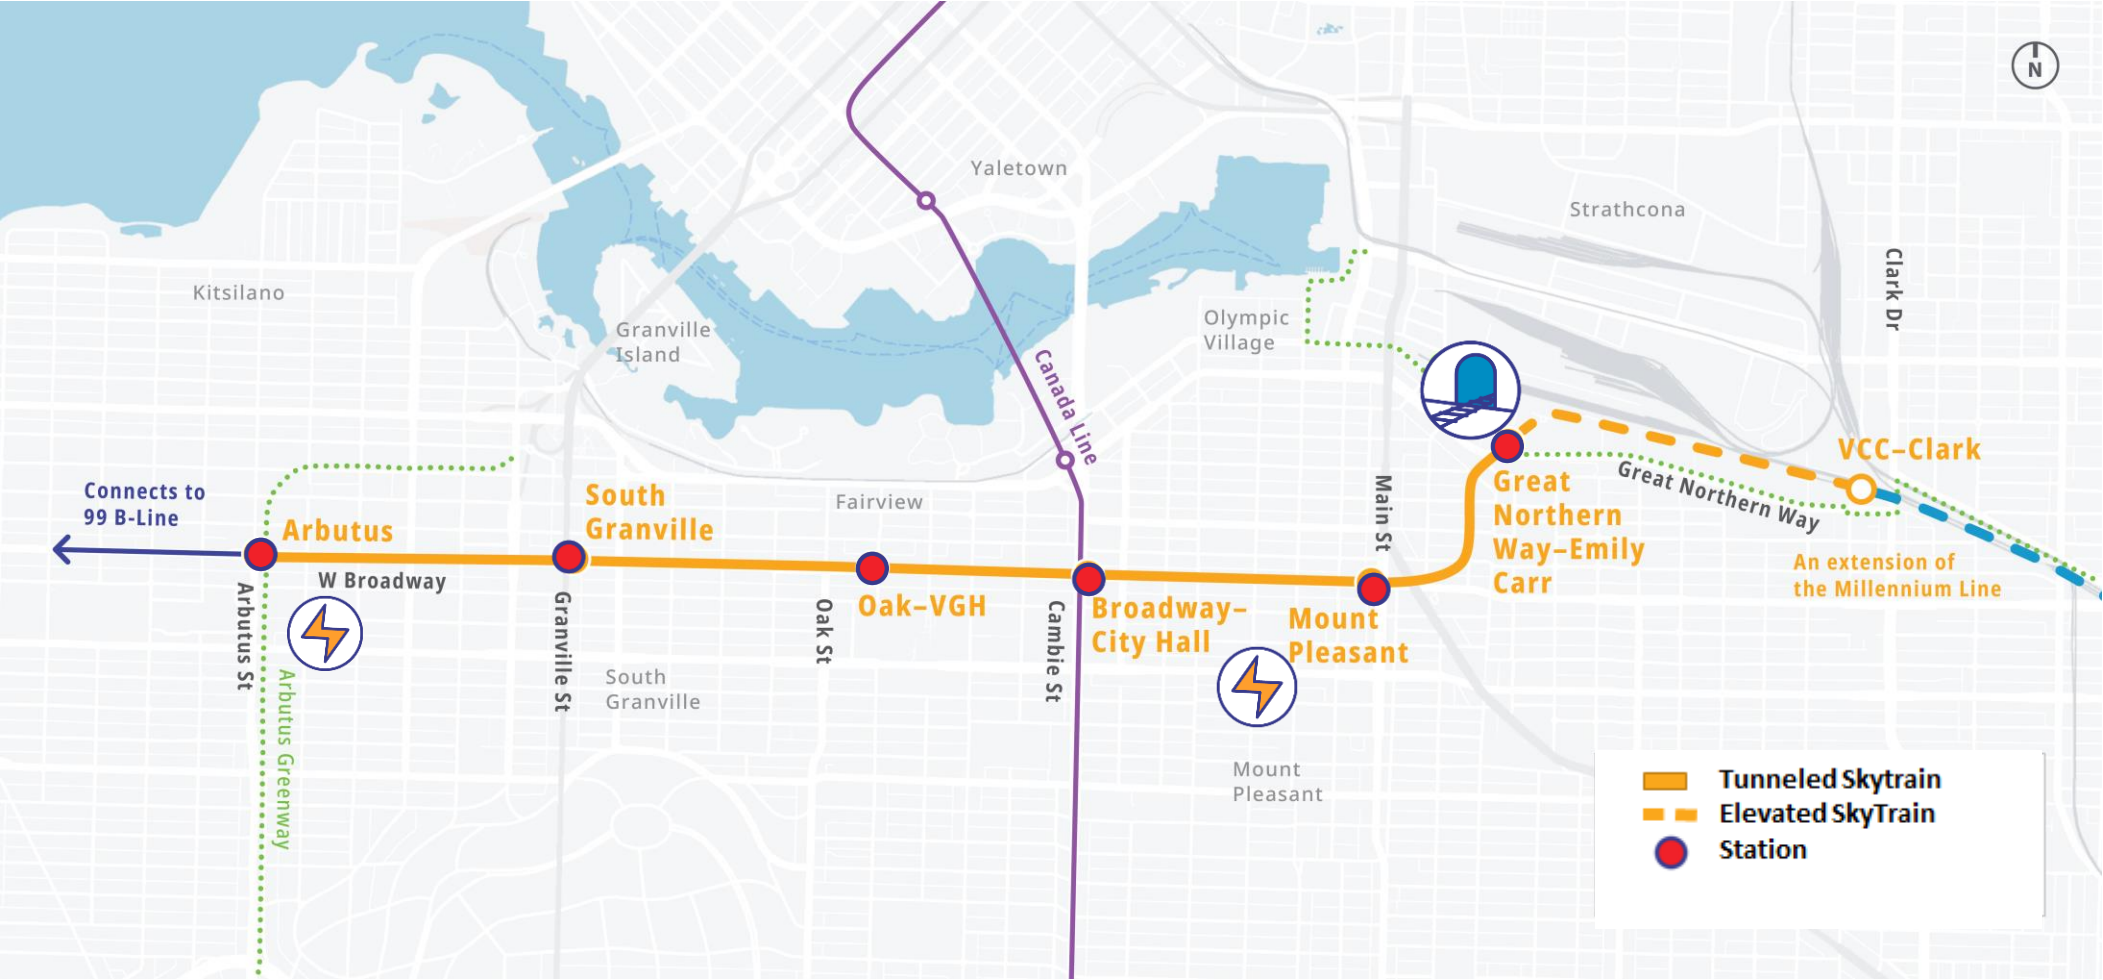 N
Yaletown
Strathcona
Clark Dr
Kitsilano
Granville
Island
Olympic
Village
Canada Line
VCC–Clark
Great Northern Way
Connects to
99 B-Line
Arbutus
South
Granville
Fairview
Main St
Great
Northern
Way–Emily
Carr
An extension of
the Millennium Line
W Broadway
Arbutus St
Granville St
Oak St
Oak–VGH
Cambie St
Broadway–
City Hall
Mount
Pleasant
Arbutus Greenway
South
Granville
Mount
Pleasant
Tunneled Skytrain
Elevated SkyTrain
Station